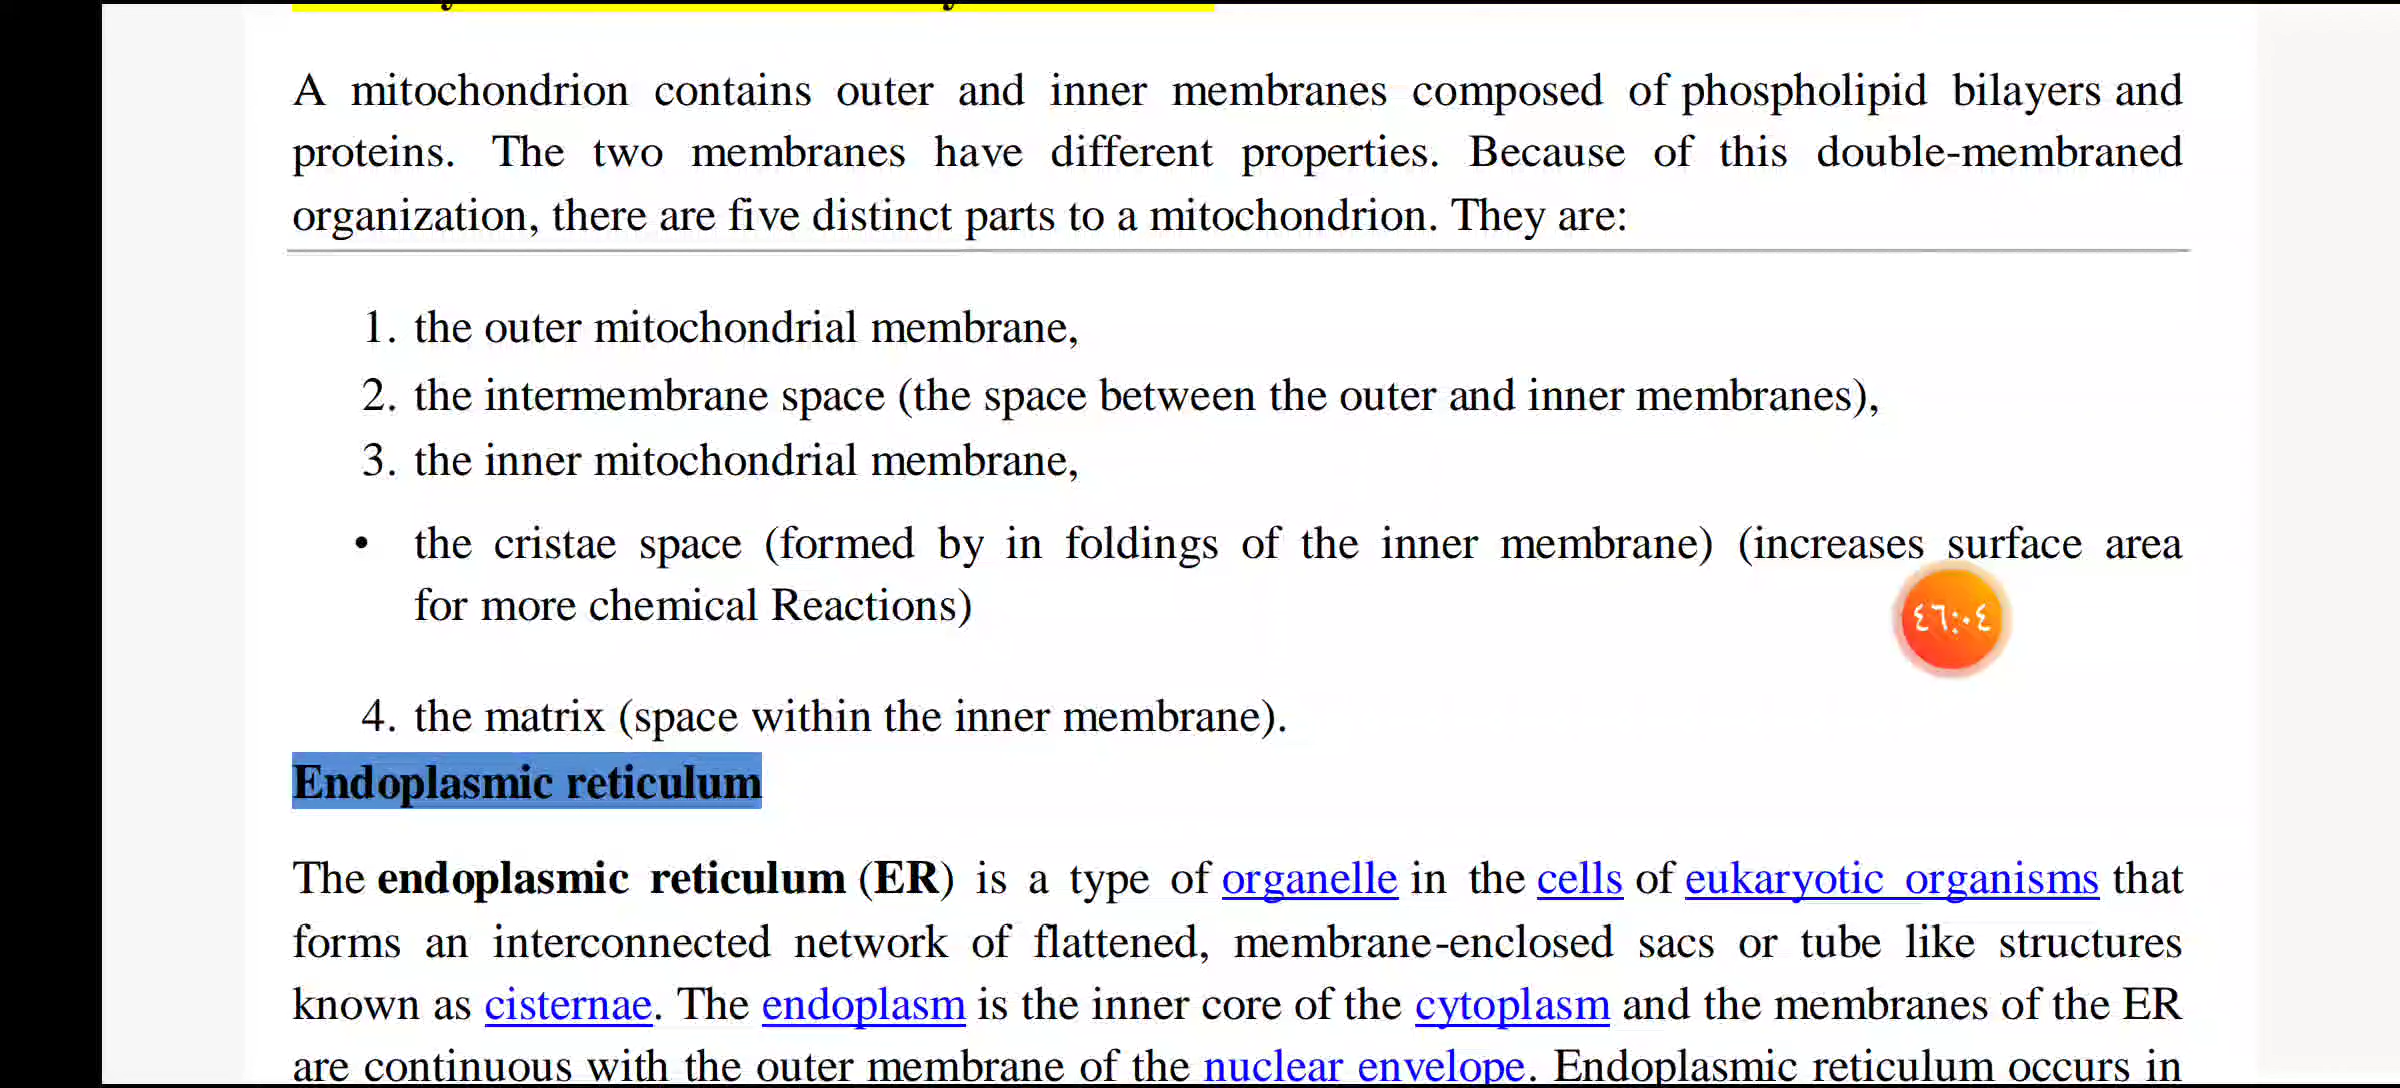 A mitochondrion contains outer and inner membranes composed of phospholipid bilayers and
proteins. The two membranes have different properties. Because of this double-membraned
organization, there are five distinct parts to a mitochondrion. They are:
1. the outer mitochondrial membrane,
2. the intermembrane space (the space between the outer and inner membranes),
3. the inner mitochondrial membrane,
• the cristae space (formed by in foldings of the inner membrane) (increases surface area
for more chemical Reactions)
٤٦:٠٤
4. the matrix (space within the inner membrane).
Endoplasmic reticulum
The endoplasmic reticulum (ER) is a type of organelle in the cells of eukaryotic organisms that
forms an interconnected network of flattened, membrane-enclosed sacs or tube like structures
known as cisternae. The endoplasm is the inner core of the cytoplasm and the membranes of the ER
are continuous with the outer membrane of the nuclear envelope. Endoplasmic reticulum occurs in